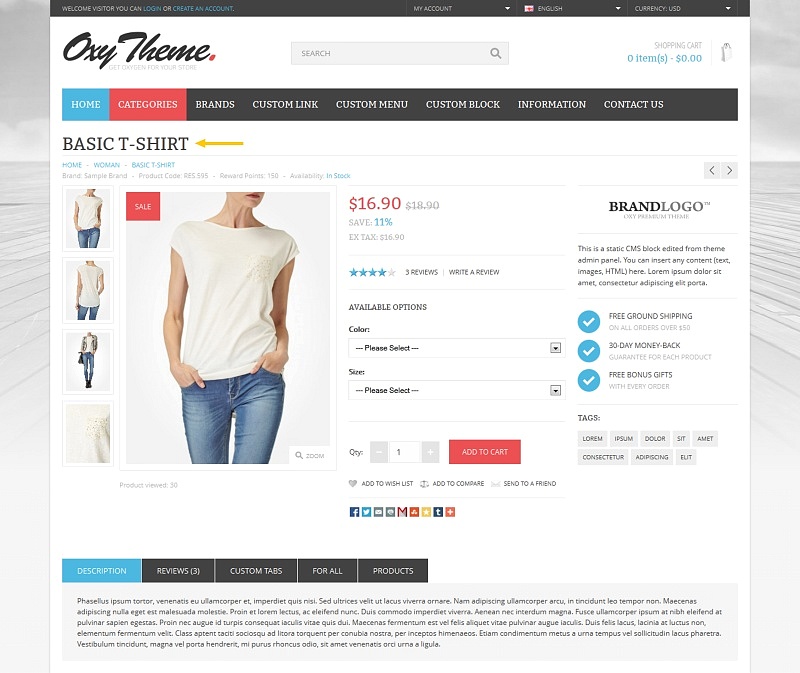 WELCOME VISITOR YOU CAN LOGIN OR CREATE AN ACCOUNT.
MY ACCOUNT
ENGLISH
CURRENCY: USD
Oxy Theme.
GET OXYGEN FOR YOUR STORE
SEARCH
SHOPPING CART
0 item(s) - $0.00
HOME CATEGORIES BRANDS CUSTOM LINK CUSTOM MENU CUSTOM BLOCK INFORMATION CONTACT US
BASIC T-SHIRT
HOME - WOMAN - BASIC T-SHIRT
Brand: Sample Brand - Product Code: RES.595 - Reward Points: 150 - Availability: In Stock
SALE
ZOOM
Product viewed: 30
$16.90 $18.90
SAVE: 11%
EX TAX: $16.90
3 REVIEWS | WRITE A REVIEW
AVAILABLE OPTIONS
Color:
--- Please Select ---
Size:
--- Please Select ---
Qty: - 1 + ADD TO CART
ADD TO WISH LIST ADD TO COMPARE SEND TO A FRIEND
BRANDLOGO™
OXY PREMIUM THEME
This is a static CMS block edited from theme
admin panel. You can insert any content (text,
images, HTML) here. Lorem ipsum dolor sit
amet, consectetur adipiscing elit porta.
FREE GROUND SHIPPING
ON ALL ORDERS OVER $50
30-DAY MONEY-BACK
GUARANTEE FOR EACH PRODUCT
FREE BONUS GIFTS
WITH EVERY ORDER
TAGS:
LOREM IPSUM DOLOR SIT AMET
CONSECTETUR ADIPISCING ELIT
DESCRIPTION REVIEWS (3) CUSTOM TABS FOR ALL PRODUCTS
Phasellus ipsum tortor, venenatis eu ullamcorper et, imperdiet quis nisi. Sed ultrices velit ut lacus viverra ornare. Nam adipiscing ullamcorper arcu, in tincidunt leo tempor non. Maecenas
adipiscing nulla eget est malesuada molestie. Proin et lorem lectus, ac eleifend nunc. Duis commodo imperdiet viverra. Aenean nec interdum magna. Fusce ullamcorper ipsum at nibh eleifend at
pulvinar sapien egestas. Proin nec augue id turpis consequat iaculis vitae quis dui. Maecenas fermentum est vel felis aliquet vitae pulvinar augue iaculis. Duis felis lacus, lacinia at luctus non,
elementum fermentum velit. Class aptent taciti sociosqu ad litora torquent per conubia nostra, per inceptos himenaeos. Etiam condimentum metus a urna tempus vel sollicitudin lacus pharetra.
Vestibulum tincidunt, magna vel porta hendrerit, mi purus rhoncus odio, sit amet venenatis orci urna a ligula.